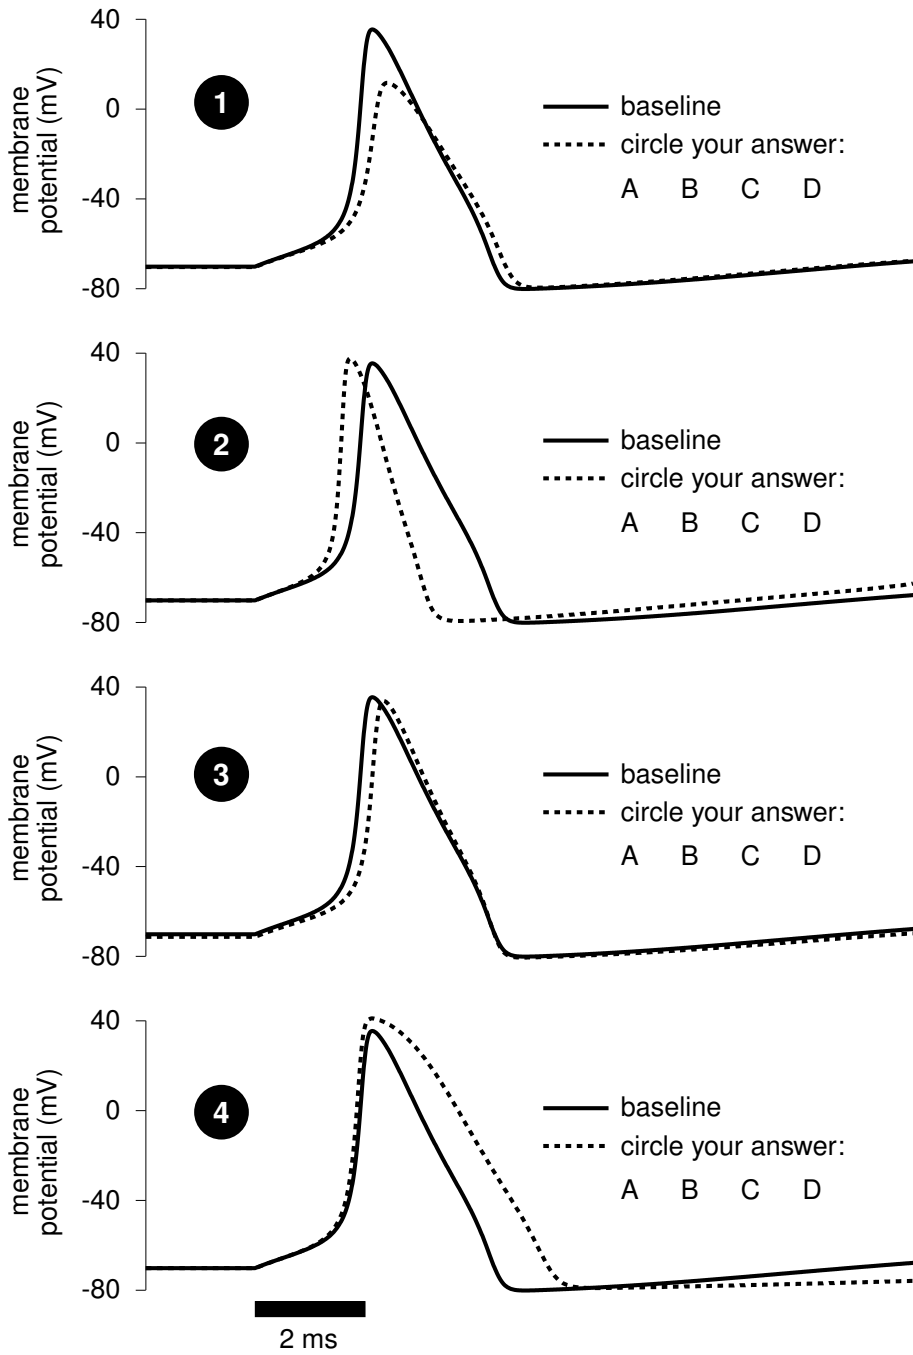 40
0
-40
-80
membrane
potential (mV)
1
baseline
circle your answer:
A B C D
40
0
-40
-80
membrane
potential (mV)
2
baseline
circle your answer:
A B C D
40
0
-40
-80
membrane
potential (mV)
3
baseline
circle your answer:
A B C D
40
0
-40
-80
membrane
potential (mV)
4
baseline
circle your answer:
A B C D
2 ms